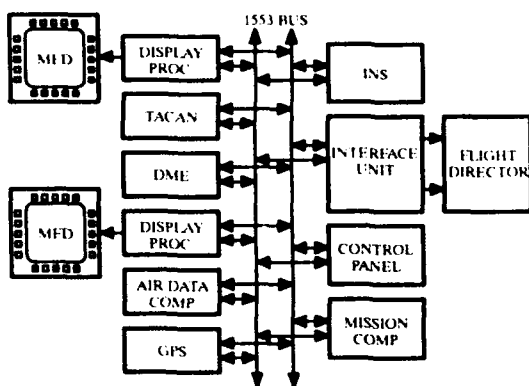 1553 BUS
MFD
DISPLAY
PROC
INS
TACAN
INTERFACE
UNIT
FLIGHT
DIRECTOR
DME
MFD
DISPLAY
PROC
CONTROL
PANEL
AIR DATA
COMP
MISSION
COMP
GPS